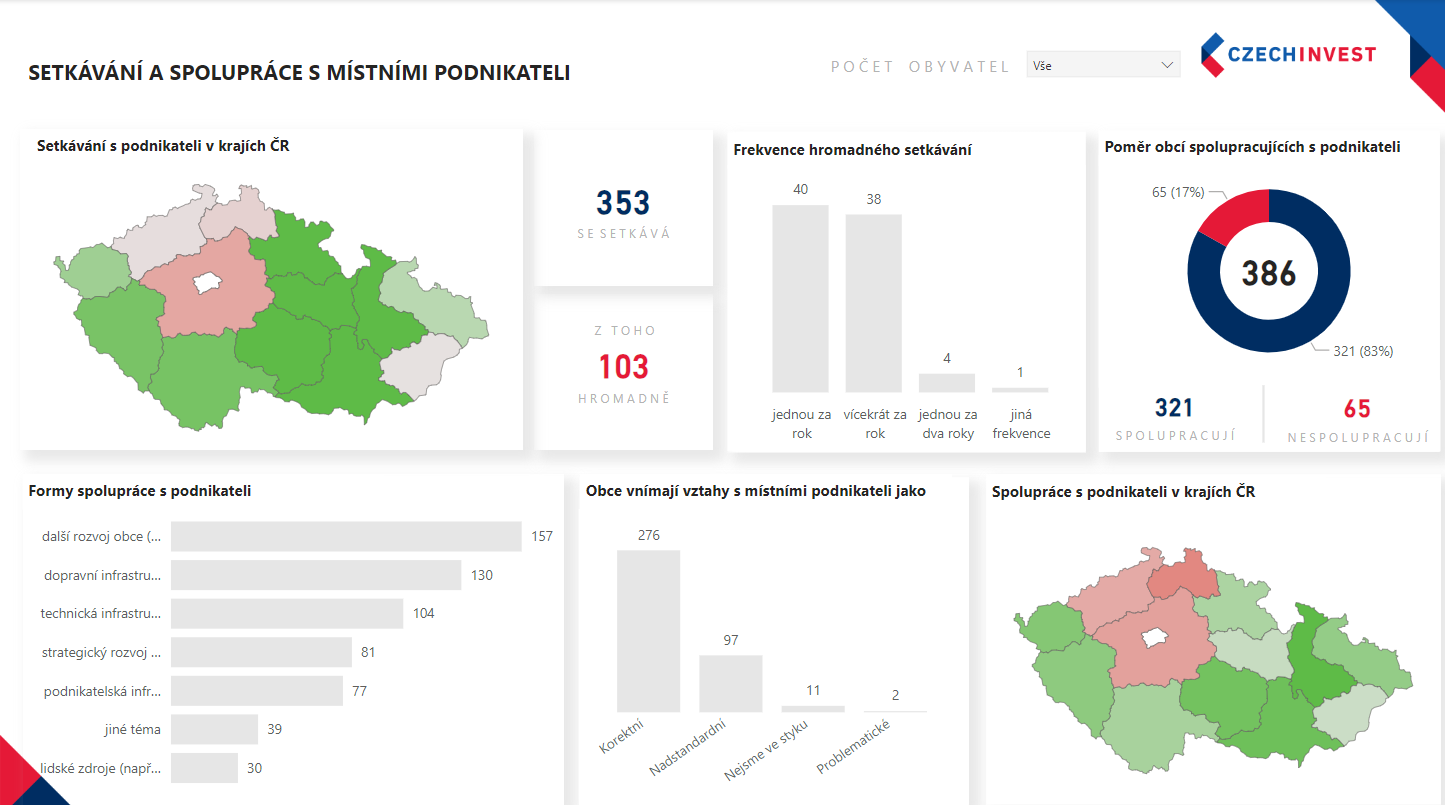 SETKÁVÁNÍ A SPOLUPRÁCE S MÍSTNÍMI PODNIKATELI
POČET OBYVATEL
Vše
CZECHINVEST
Setkávání s podnikateli v krajích ČR
353
SE SETKÁVÁ
Z TOHO
103
HROMADNĚ
Frekvence hromadného setkávání
40
38
4
1
jednou za rok
vícekrát za rok
jednou za dva roky
jiná frekvence
Poměr obcí spolupracujících s podnikateli
65 (17%)
386
321 (83%)
321
SPOLUPRACUJÍ
65
NESPOLUPRACUJÍ
Formy spolupráce s podnikateli
další rozvoj obce (... 157
dopravní infrastru... 130
technická infrastru... 104
strategický rozvoj ... 81
podnikatelská infr... 77
jiné téma 39
lidské zdroje (např... 30
Obce vnímají vztahy s místními podnikateli jako
276
97
11
2
Korektní
Nadstandardní
Nejsme ve styku
Problematické
Spolupráce s podnikateli v krajích ČR